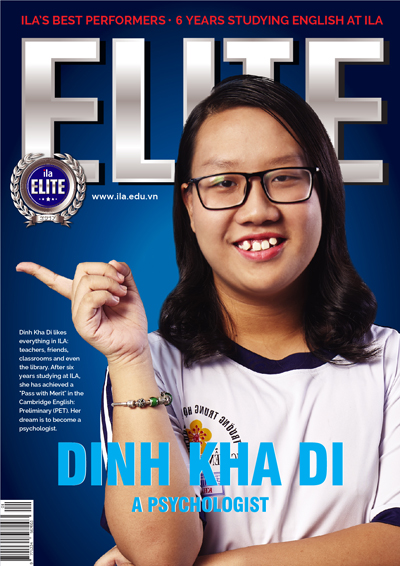 ILA'S BEST PERFORMERS • 6 YEARS STUDYING ENGLISH AT ILA
ELITE
ila
ELITE
2017
www.ila.edu.vn
Dinh Kha Di likes
everything in ILA:
teachers, friends,
classrooms and even
the library. After six
years studying at ILA,
she has achieved a
"Pass with Merit" in the
Cambridge English:
Preliminary (PET). Her
dream is to become a
psychologist.
TRƯỜNG TRUNG HỌ
DINH KHA DI
A PSYCHOLOGIST